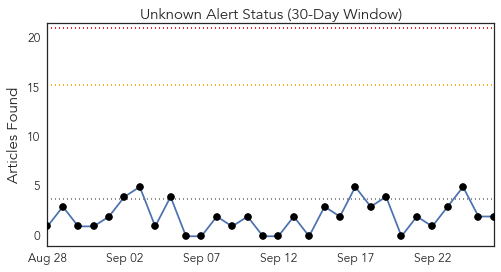 Unknown Alert Status (30-Day Window)
Articles Found
20
15
10
5
0
Aug 28 Sep 02 Sep 07 Sep 12 Sep 17 Sep 22